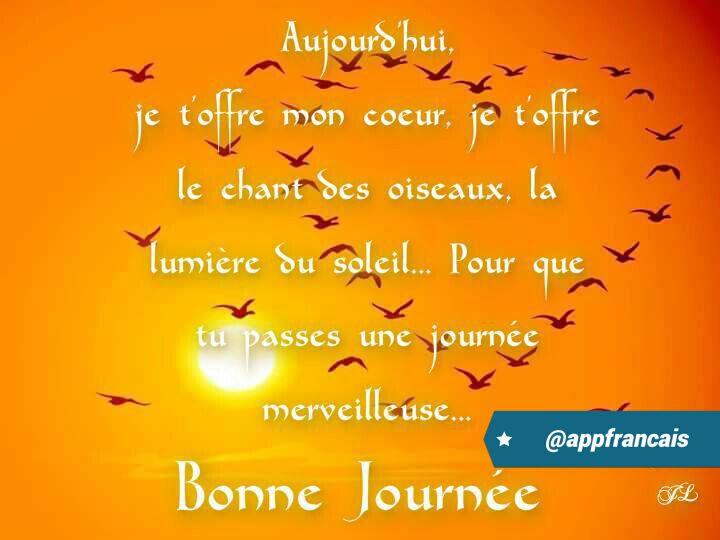 Aujourd'hui,
je t'offre mon coeur, je t'offre
le chant des oiseaux, la
lumière du soleil... Pour que
tu passes une journée
merveilleuse...
@appfrancais
Bonne Journée
JL